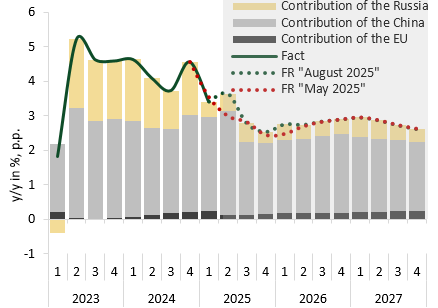 Contribution of the Russia
Contribution of the China
Contribution of the EU
Fact
FR "August 2025"
FR "May 2025"
y/y in %, p.p.
6
5
4
3
2
1
0
-1
1 2 3 4 1 2 3 4 1 2 3 4 1 2 3 4 1 2 3 4
2023 2024 2025 2026 2027